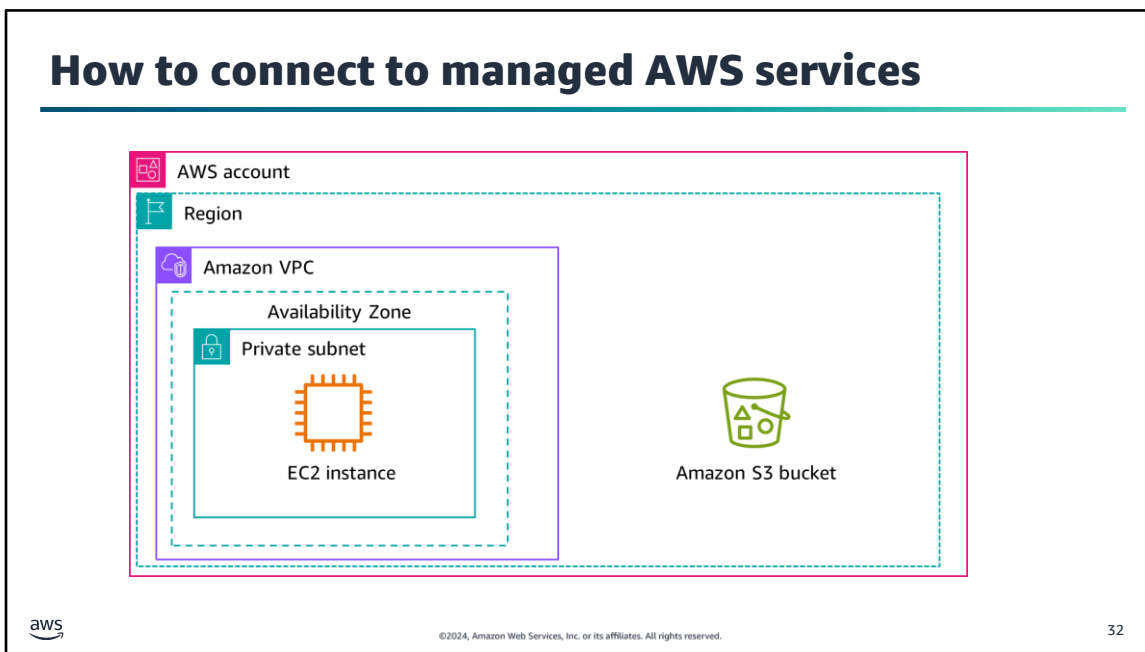 How to connect to managed AWS services
AWS account
Region
Amazon VPC
Availability Zone
Private subnet
EC2 instance
Amazon S3 bucket
aws
©2024, Amazon Web Services, Inc. or its affiliates. All rights reserved.
32